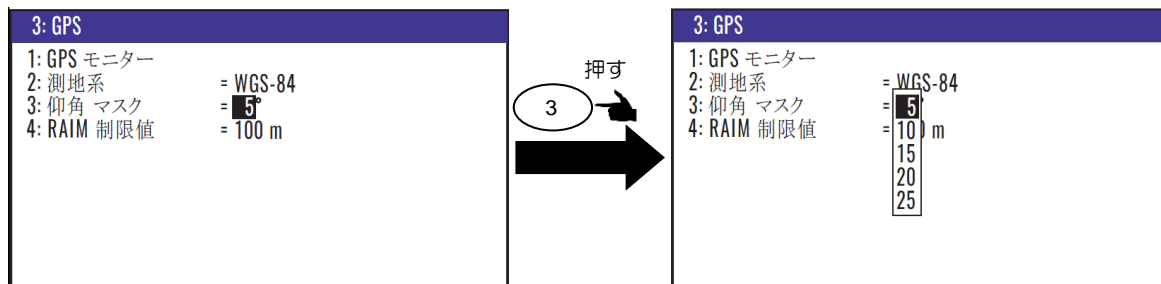 3: GPS
1: GPS モニター
2: 測地系 = WGS-84
3: 仰角 マスク = 5°
4: RAIM 制限値 = 100 m
押す
3
3: GPS
1: GPS モニター
2: 測地系 = WGS-84
3: 仰角 マスク = 5°
4: RAIM 制限値 = 10 m
15
20
25